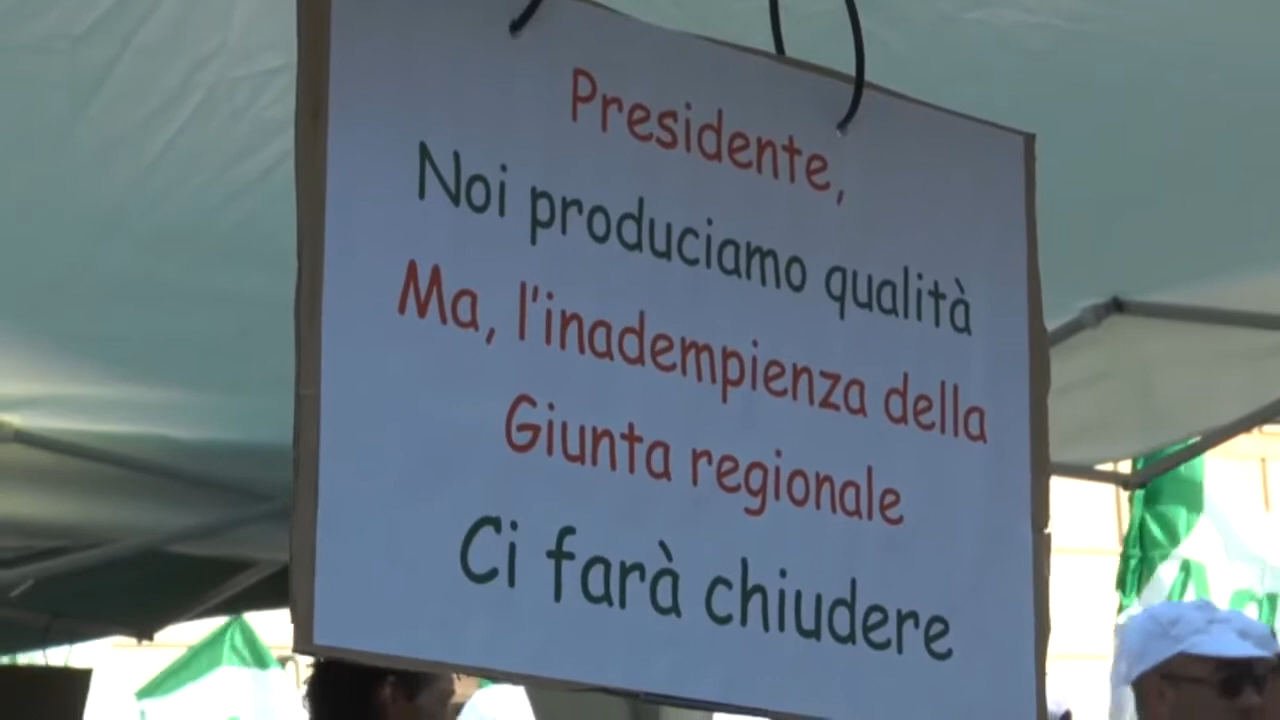 Presidente,
Noi produciamo qualità
Ma, l'inadempienza della
Giunta regionale
Ci farà chiudere